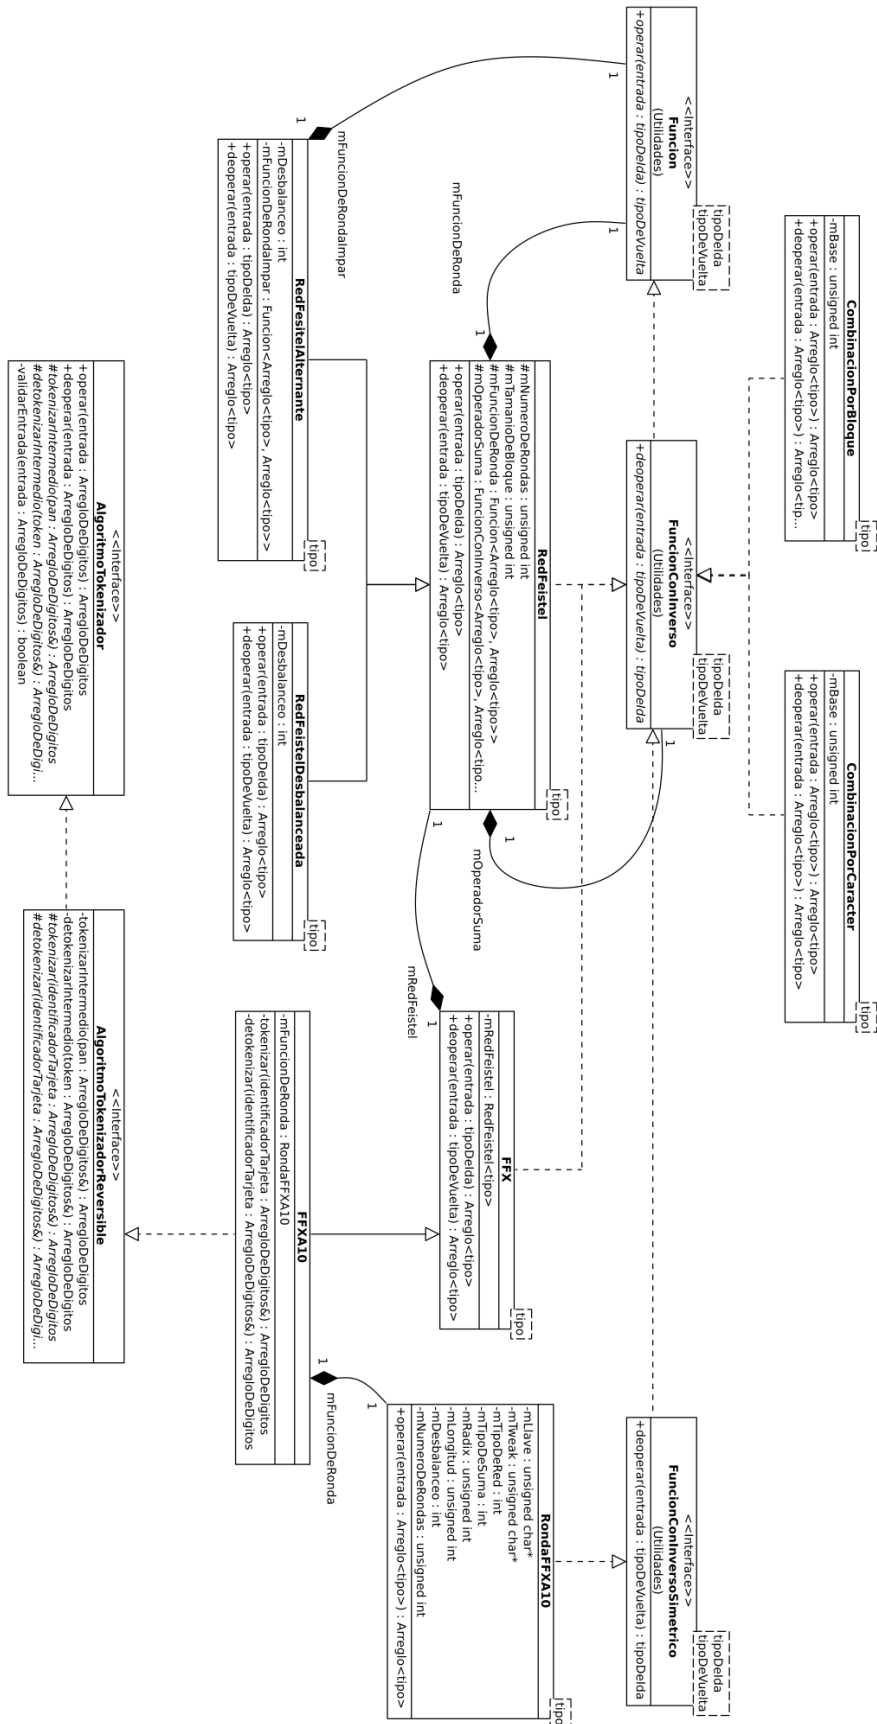 <<Interface>>
Funcion
(Utilidades)
tipoDeIda
tipoDeVuelta
+operar(entrada : tipoDeIda) : tipoDeVuelta
CombinacionPorBloque
tipo
-mBase : unsigned int
+operar(entrada : Arreglo<tipo>) : Arreglo<tipo>
+deoperar(entrada : Arreglo<tipo>) : Arreglo<tip...
<<Interface>>
FuncionConInverso
(Utilidades)
tipoDeIda
tipoDeVuelta
+deoperar(entrada : tipoDeVuelta) : tipoDeIda
CombinacionPorCaracter
tipo
-mBase : unsigned int
+operar(entrada : Arreglo<tipo>) : Arreglo<tipo>
+deoperar(entrada : Arreglo<tipo>) : Arreglo<tipo>
<<Interface>>
FuncionConInversoSimetrico
(Utilidades)
tipoDeIda
tipoDeVuelta
+deoperar(entrada : tipoDeVuelta) : tipoDeIda
1
1
mFuncionDeRondaImpar
1
1
mFuncionDeRonda
1
1
mOperadorSuma
RedFeistel
tipo
#mNumeroDeRondas : unsigned int
#mTamanioDeBloque : unsigned int
#mFuncionDeRonda : Funcion<Arreglo<tipo>, Arreglo<tipo>>
#mOperadorSuma : FuncionConInverso<Arreglo<tipo>, Arreglo<tipo...
+operar(entrada : tipoDeIda) : Arreglo<tipo>
+deoperar(entrada : tipoDeVuelta) : Arreglo<tipo>
1
1
mRedFeistel
FFX
tipo
-mRedFeistel : RedFeistel<tipo>
+operar(entrada : tipoDeIda) : Arreglo<tipo>
+deoperar(entrada : tipoDeVuelta) : Arreglo<tipo>
RondaFFXA10
tipo
-mLlave : unsigned char*
-mTweak : unsigned char*
-mTipoDeRed : int
-mTipoDeSuma : int
-mRadix : unsigned int
-mLongitud : unsigned int
-mDesbalanceo : int
-mNumeroDeRondas : unsigned int
+operar(entrada : Arreglo<tipo>) : Arreglo<tipo>
RedFesitelAlternante
tipo
-mDesbalanceo : int
-mFuncionDeRondaImpar : Funcion<Arreglo<tipo>, Arreglo<tipo>>
+operar(entrada : tipoDeIda) : Arreglo<tipo>
+deoperar(entrada : tipoDeVuelta) : Arreglo<tipo>
RedFeistelDesbalanceada
tipo
-mDesbalanceo : int
+operar(entrada : tipoDeIda) : Arreglo<tipo>
+deoperar(entrada : tipoDeVuelta) : Arreglo<tipo>
FFXA10
-mFuncionDeRonda : RondaFFXA10
-tokenizar(identificadorTarjeta : ArregloDeDigitos&) : ArregloDeDigitos
-detokenizar(identificadorTarjeta : ArregloDeDigitos&) : ArregloDeDigitos
1
1
mFuncionDeRonda
<<Interface>>
AlgoritmoTokenizador
+operar(entrada : ArregloDeDigitos) : ArregloDeDigitos
+deoperar(entrada : ArregloDeDigitos) : ArregloDeDigitos
#tokenizarIntermedio(pan : ArregloDeDigitos&) : ArregloDeDigitos
#detokenizarIntermedio(token : ArregloDeDigitos&) : ArregloDeDigi...
-validarEntrada(entrada : ArregloDeDigitos) : boolean
<<Interface>>
AlgoritmoTokenizadorReversible
-tokenizarIntermedio(pan : ArregloDeDigitos&) : ArregloDeDigitos
-detokenizarIntermedio(token : ArregloDeDigitos&) : ArregloDeDigitos
#tokenizar(identificadorTarjeta : ArregloDeDigitos&) : ArregloDeDigitos
#detokenizar(identificadorTarjeta : ArregloDeDigitos&) : ArregloDeDigi...